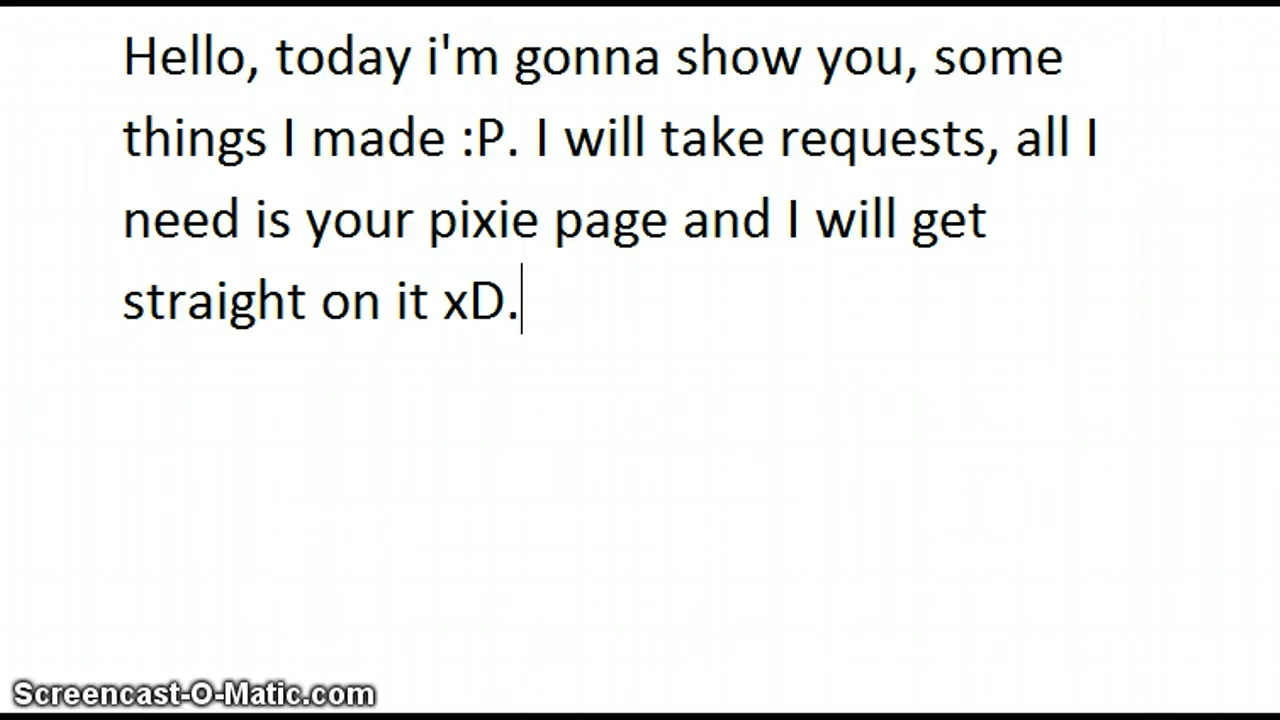 Hello, today i'm gonna show you, some
things I made :P. I will take requests, all I
need is your pixie page and I will get
straight on it xD.
Screencast-O-Matic.com